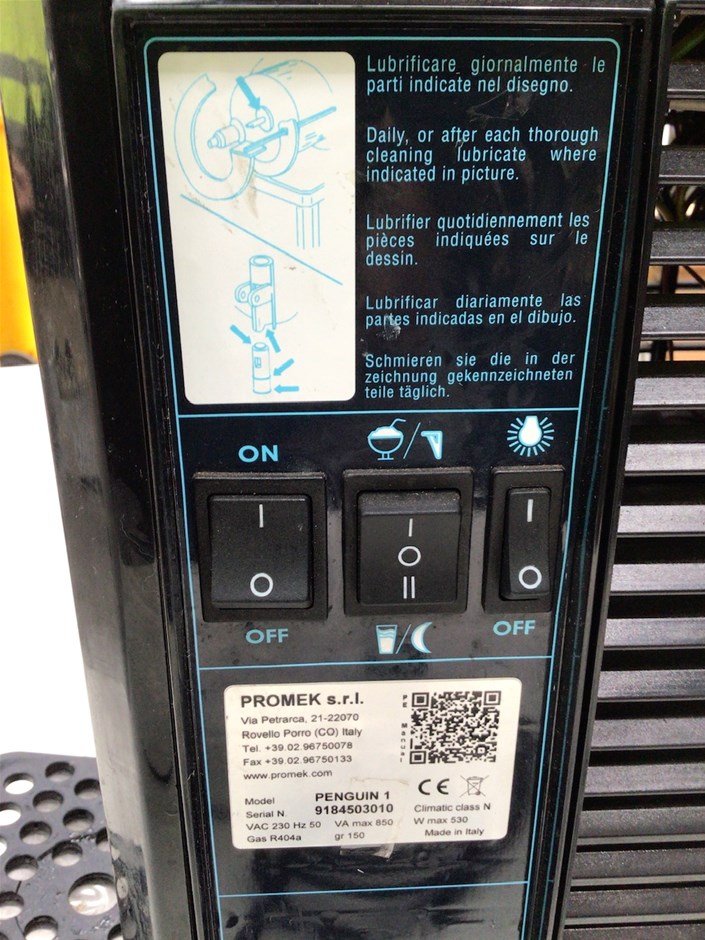 Lubrificare giornalmente le
parti indicate nel disegno.
Daily, or after each thorough
cleaning lubricate where
indicated in picture.
Lubrifier quotidiennement les
pièces indiquées sur le
dessin.
Lubrificar diariamente las
partes indicadas en el dibujo.
Schmieren sie die in der
zeichnung gekennzeichneten
teile täglich.
ON
I
O
OFF
I
O
II
I
O
OFF
PROMEK s.r.l.
Via Petrarca, 21-22070
Rovello Porro (CO) Italy
Tel. +39.02.96750078
Fax +39.02.96750133
www.promek.com
PE Manual
CE
Model PENGUIN 1
Serial N. 9184503010
Climatic class N
VAC 230 Hz 50 VA max 850 W max 530
Gas R404a gr 150 Made in Italy